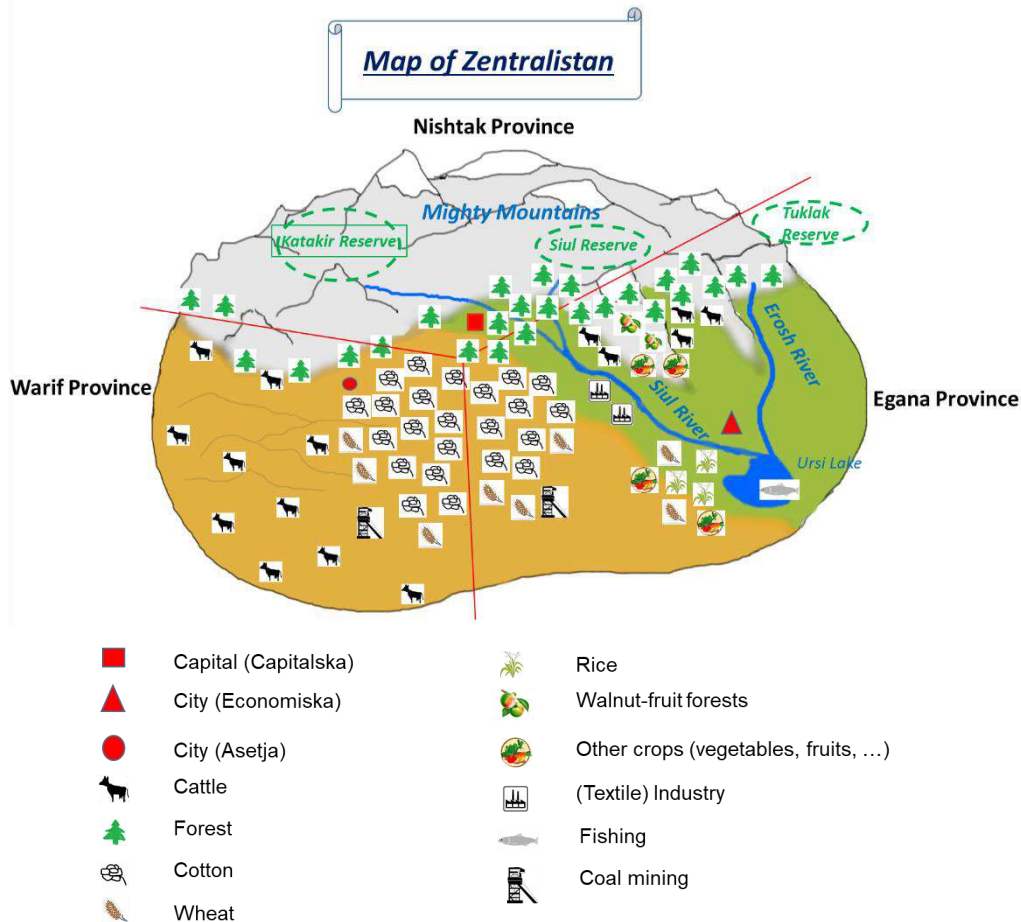 Map of Zentralistan
Nishtak Province
Mighty Mountains
Katakir Reserve
Siul Reserve
Tuklak
Reserve
Erosh River
Warif Province
Siul River
Egana Province
Ursi Lake
Capital (Capitalska)
City (Economiska)
City (Asetja)
Cattle
Forest
Cotton
Wheat
Rice
Walnut-fruit forests
Other crops (vegetables, fruits, …)
(Textile) Industry
Fishing
Coal mining